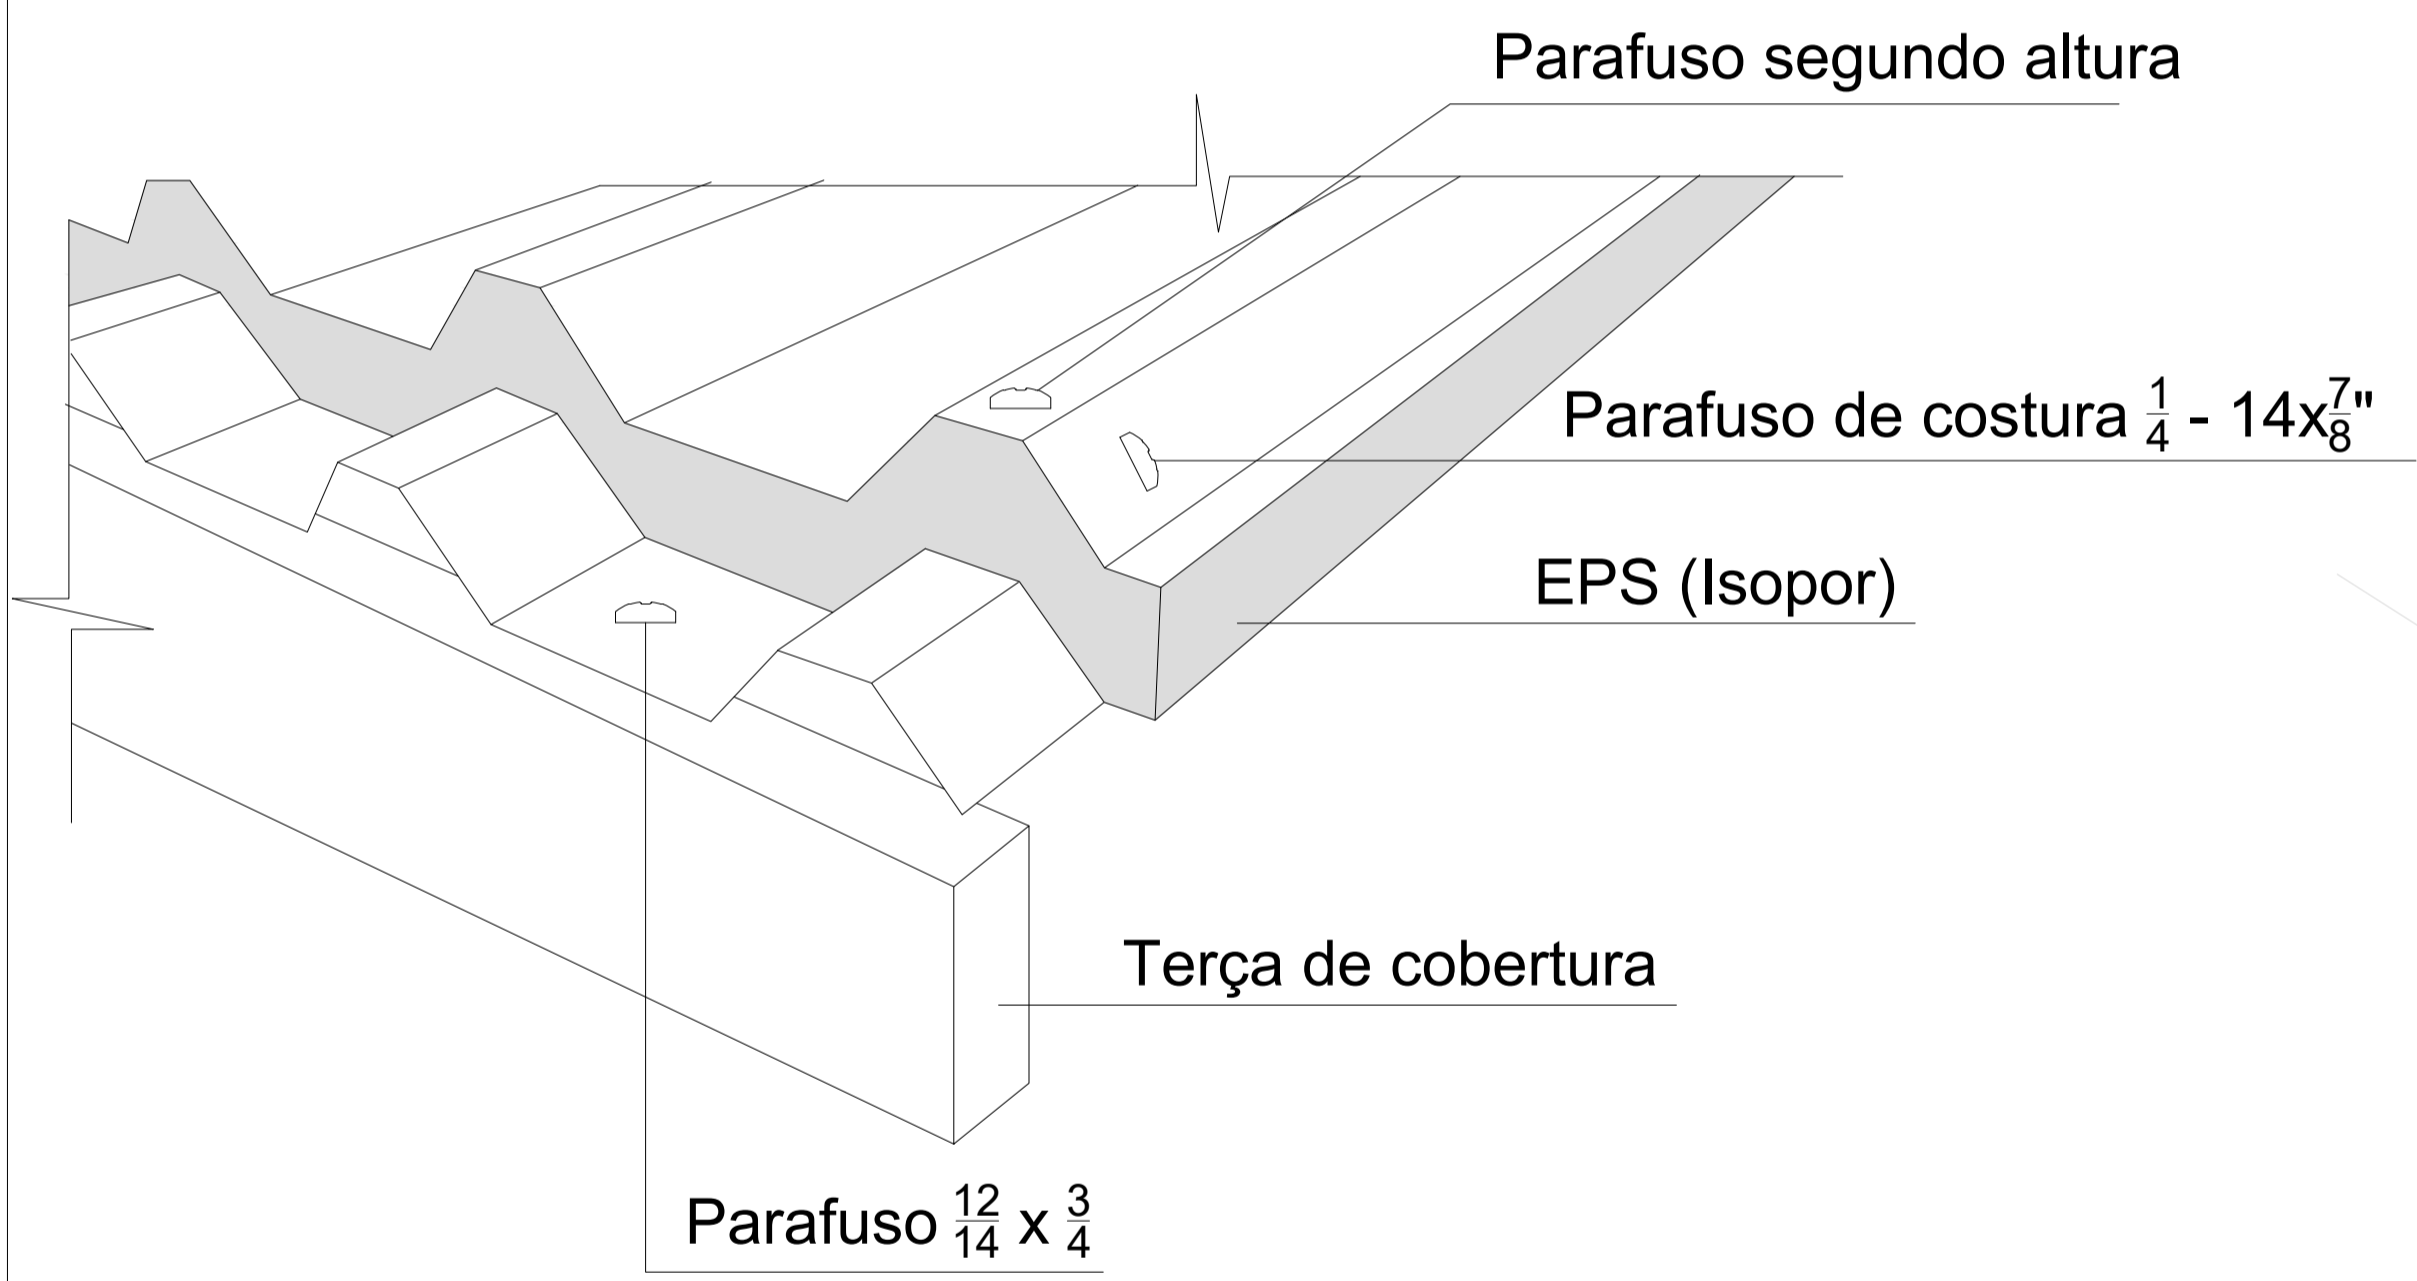 Parafuso segundo altura
Parafuso de costura 1/4 - 14x7/8"
EPS (Isopor)
Terça de cobertura
Parafuso 12/14 x 3/4